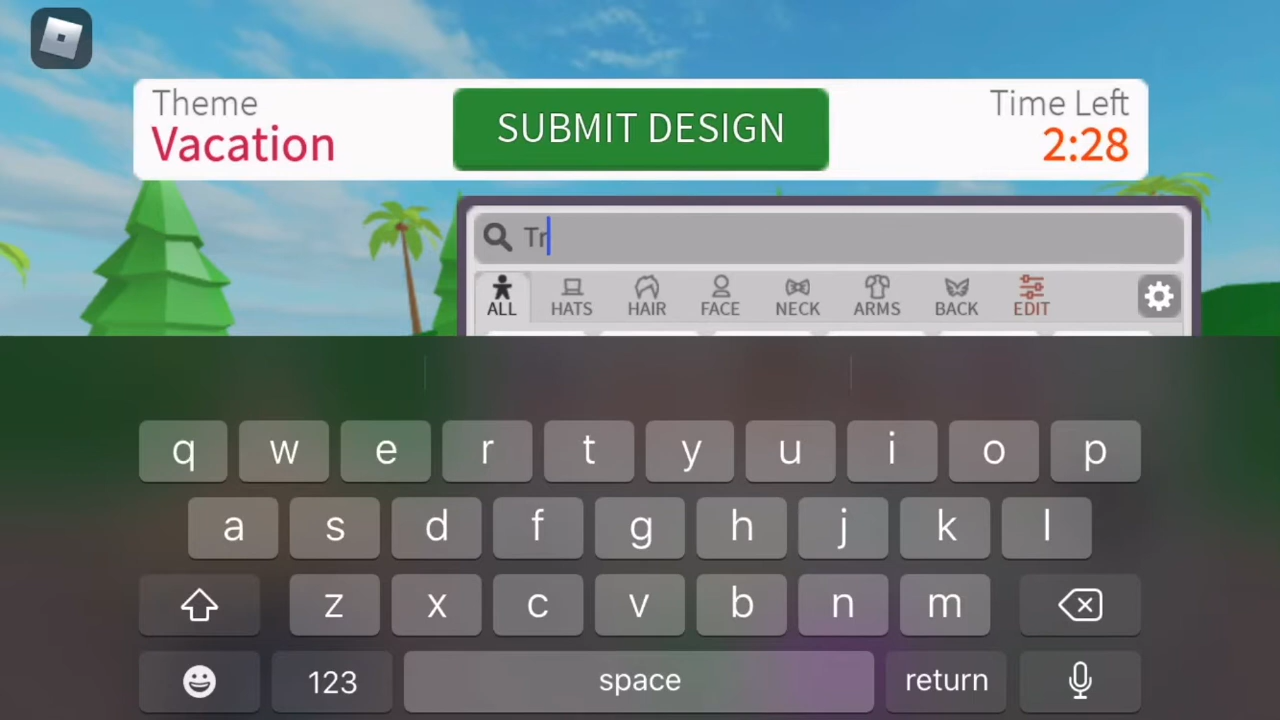 Theme
Vacation
SUBMIT DESIGN
Time Left
2:28
Tr
ALL HATS HAIR FACE NECK ARMS BACK EDIT
q w e r t y u i o p
a s d f g h j k l
z x c v b n m
123 space return